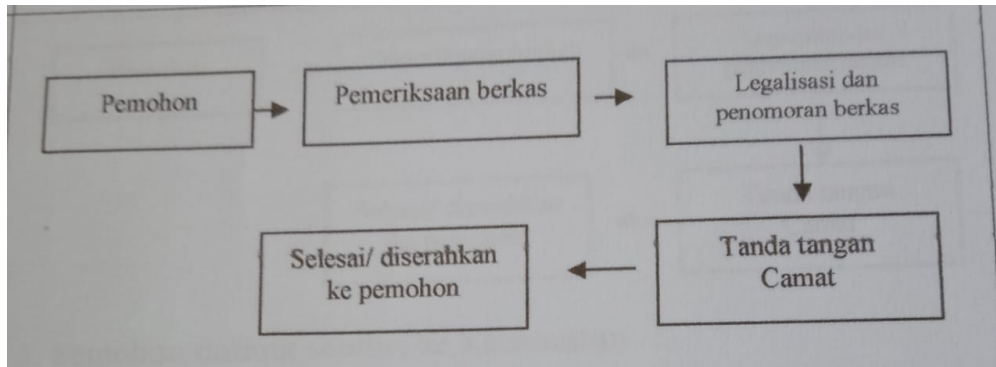 Pemohon
Pemeriksaan berkas
Legalisasi dan
penomoran berkas
Tanda tangan
Camat
Selesai/ diserahkan
ke pemohon